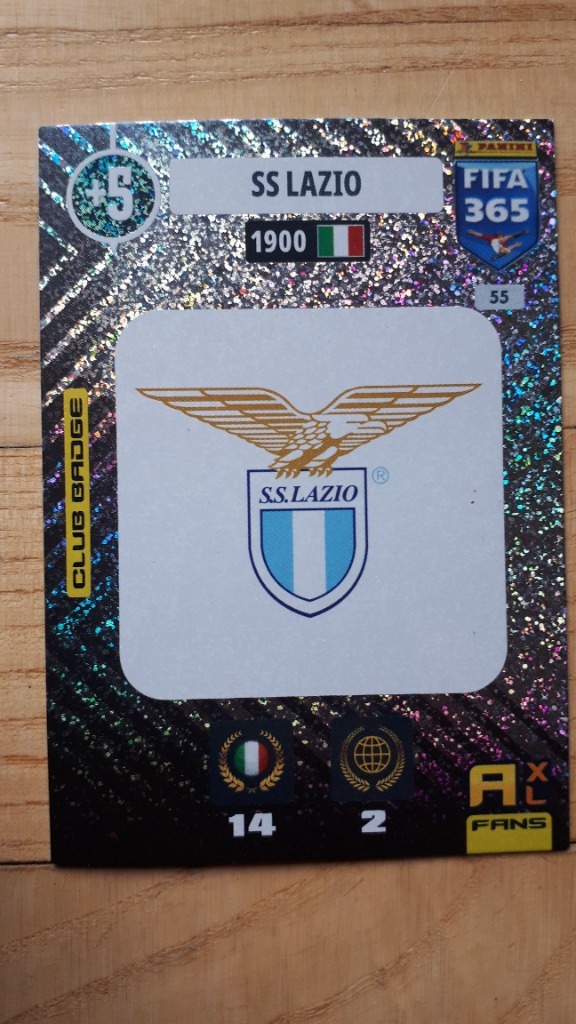 +5
SS LAZIO
PANINI
FIFA
365
1900
55
CLUB BADGE
S.S.LAZIO
®
14
2
A XL
FANS